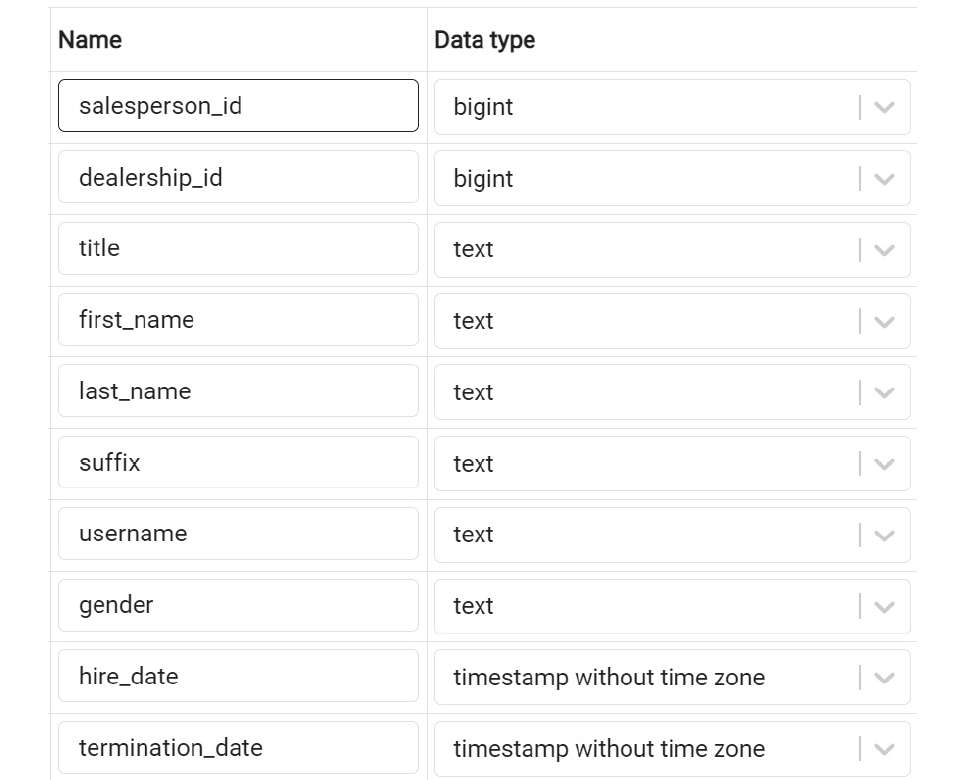 Name Data type
salesperson_id bigint
dealership_id bigint
title text
first_name text
last_name text
suffix text
username text
gender text
hire_date timestamp without time zone
termination_date timestamp without time zone